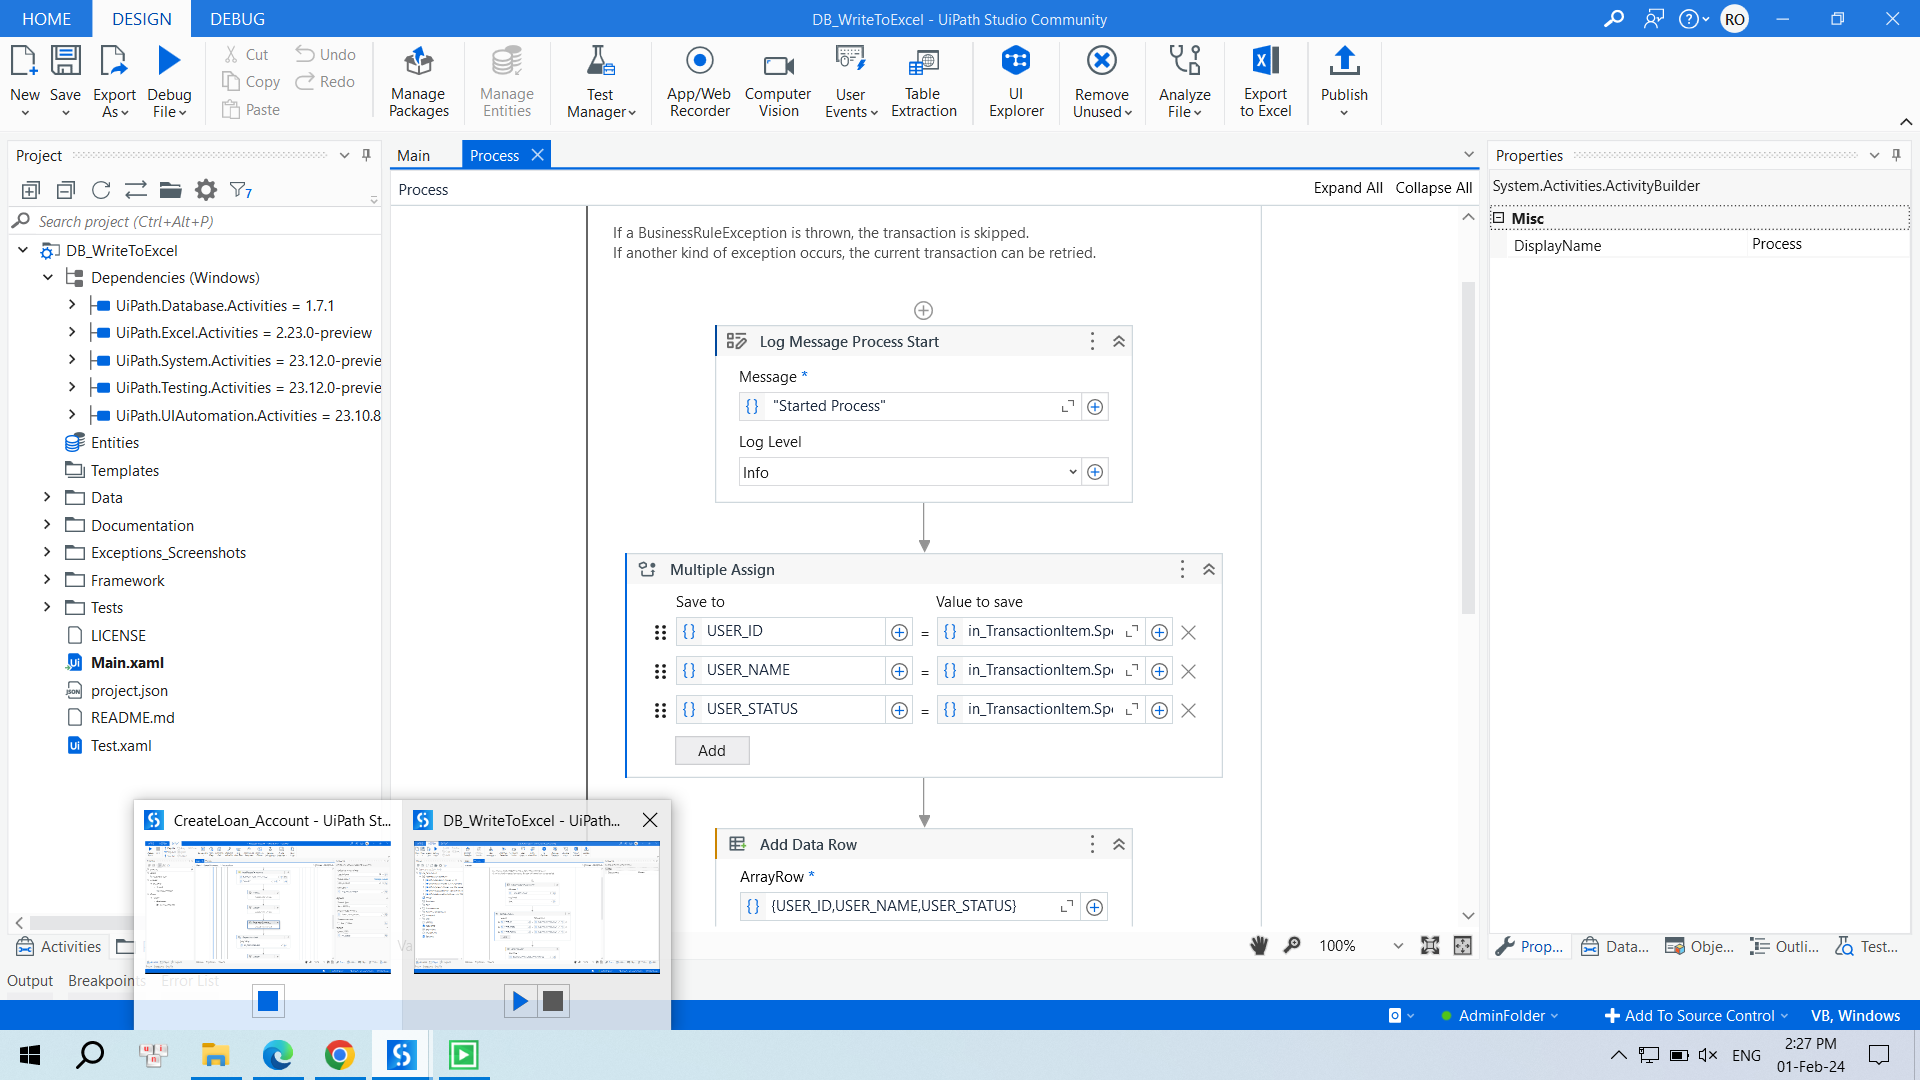 HOME
DESIGN
DEBUG
DB_WriteToExcel - UiPath Studio Community
RO
New
Save
Export As
Debug File
Cut
Copy
Paste
Undo
Redo
Manage Packages
Manage Entities
Test Manager
App/Web Recorder
Computer Vision
User Events
Table Extraction
UI Explorer
Remove Unused
Analyze File
Export to Excel
Publish
Project
7
Search project (Ctrl+Alt+P)
DB_WriteToExcel
Dependencies (Windows)
UiPath.Database.Activities = 1.7.1
UiPath.Excel.Activities = 2.23.0-preview
UiPath.System.Activities = 23.12.0-previe
UiPath.Testing.Activities = 23.12.0-previe
UiPath.UIAutomation.Activities = 23.10.8
Entities
Templates
Data
Documentation
Exceptions_Screenshots
Framework
Tests
LICENSE
Main.xaml
project.json
README.md
Test.xaml
Main
Process
Process
Expand All
Collapse All
If a BusinessRuleException is thrown, the transaction is skipped.
If another kind of exception occurs, the current transaction can be retried.
Log Message Process Start
Message *
"Started Process"
Log Level
Info
Multiple Assign
Save to
Value to save
USER_ID = in_TransactionItem.Spe
USER_NAME = in_TransactionItem.Spe
USER_STATUS = in_TransactionItem.Spe
Add
Add Data Row
ArrayRow *
{USER_ID,USER_NAME,USER_STATUS}
100%
Properties
System.Activities.ActivityBuilder
Misc
DisplayName
Process
Prop...
Data...
Obje...
Outli...
Test...
Activities
Output
Breakpoints
Error List
CreateLoan_Account - UiPath St...
DB_WriteToExcel - UiPath...
AdminFolder
Add To Source Control
VB, Windows
ENG
2:27 PM
01-Feb-24